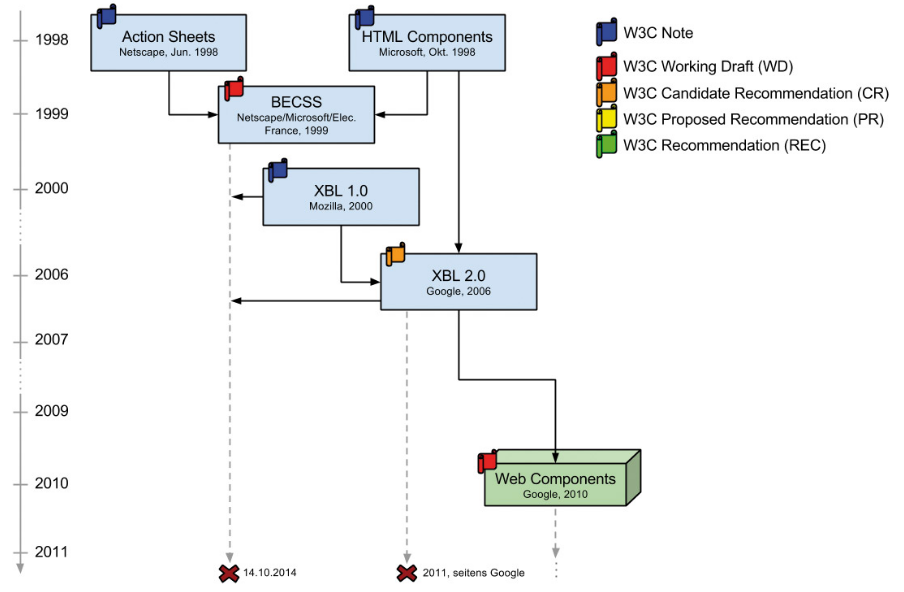 1998
Action Sheets
Netscape, Jun. 1998
HTML Components
Microsoft, Okt. 1998
W3C Note
W3C Working Draft (WD)
W3C Candidate Recommendation (CR)
W3C Proposed Recommendation (PR)
W3C Recommendation (REC)
1999
BECSS
Netscape/Microsoft/Elec.
France, 1999
2000
XBL 1.0
Mozilla, 2000
2006
XBL 2.0
Google, 2006
2007
2009
2010
Web Components
Google, 2010
2011
14.10.2014
2011, seitens Google